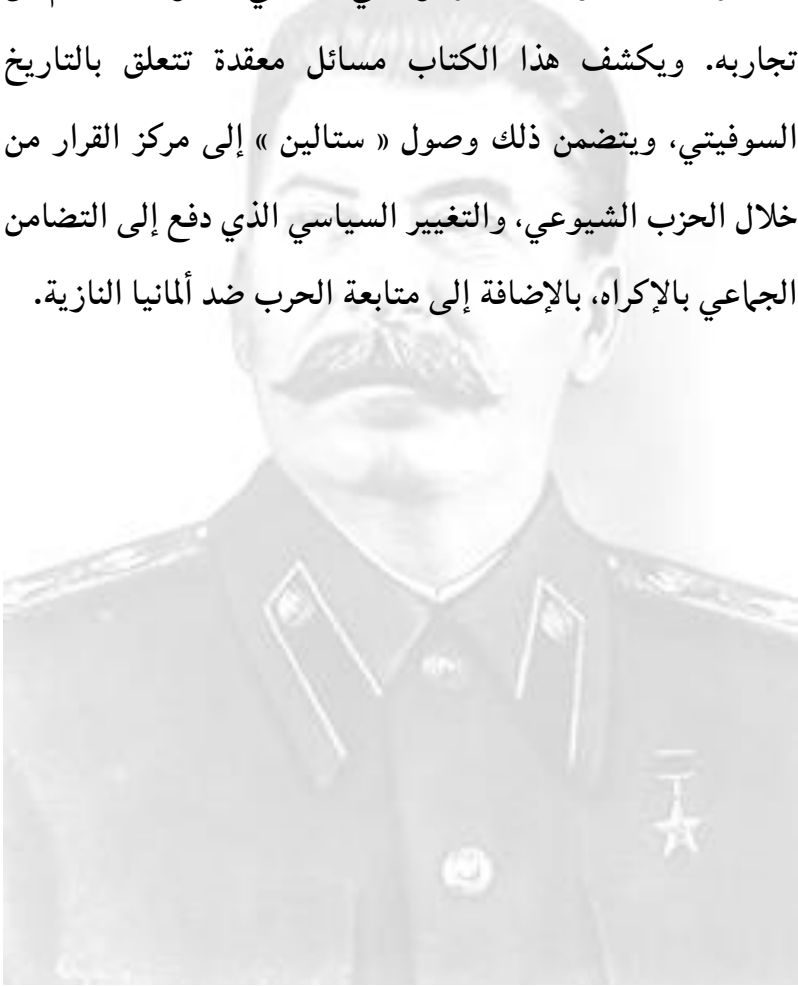 تجاربه. ويكشف هذا الكتاب مسائل معقدة تتعلق بالتاريخ
السوفيتي، ويتضمن ذلك وصول « ستالين » إلى مركز القرار من
خلال الحزب الشيوعي، والتغيير السياسي الذي دفع إلى التضامن
الجماعي بالإكراه، بالإضافة إلى متابعة الحرب ضد ألمانيا النازية.